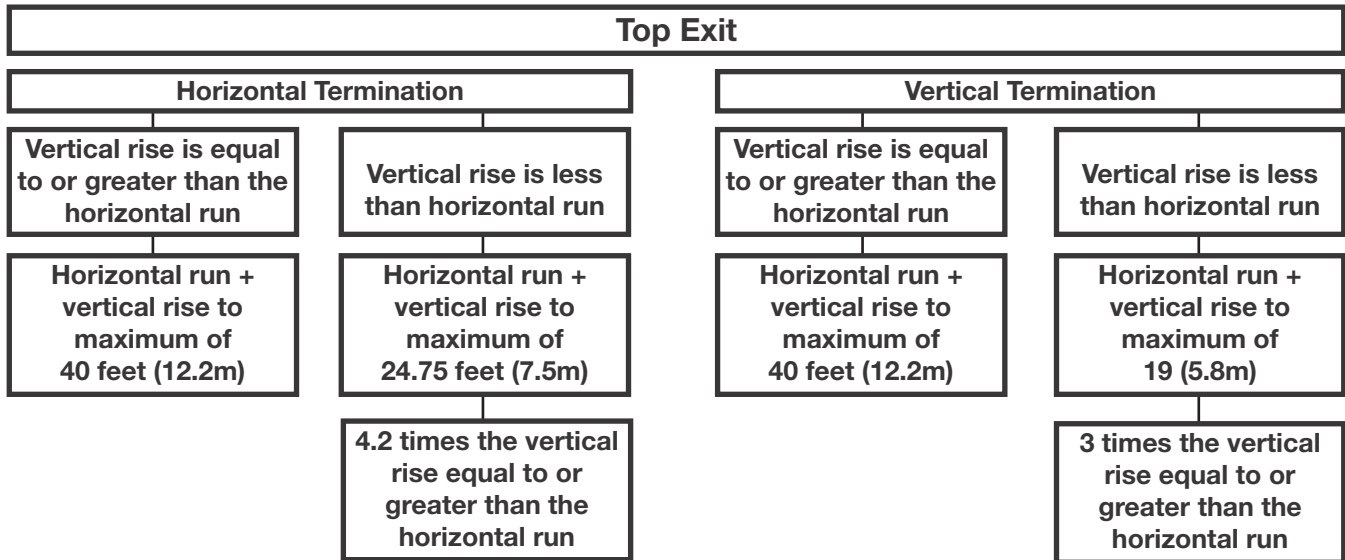 Top Exit
Horizontal Termination
Vertical rise is equal
to or greater than the
horizontal run
Horizontal run +
vertical rise to
maximum of
40 feet (12.2m)
Vertical rise is less
than horizontal run
Horizontal run +
vertical rise to
maximum of
24.75 feet (7.5m)
4.2 times the vertical
rise equal to or
greater than the
horizontal run
Vertical Termination
Vertical rise is equal
to or greater than the
horizontal run
Horizontal run +
vertical rise to
maximum of
40 feet (12.2m)
Vertical rise is less
than horizontal run
Horizontal run +
vertical rise to
maximum of
19 (5.8m)
3 times the vertical
rise equal to or
greater than the
horizontal run